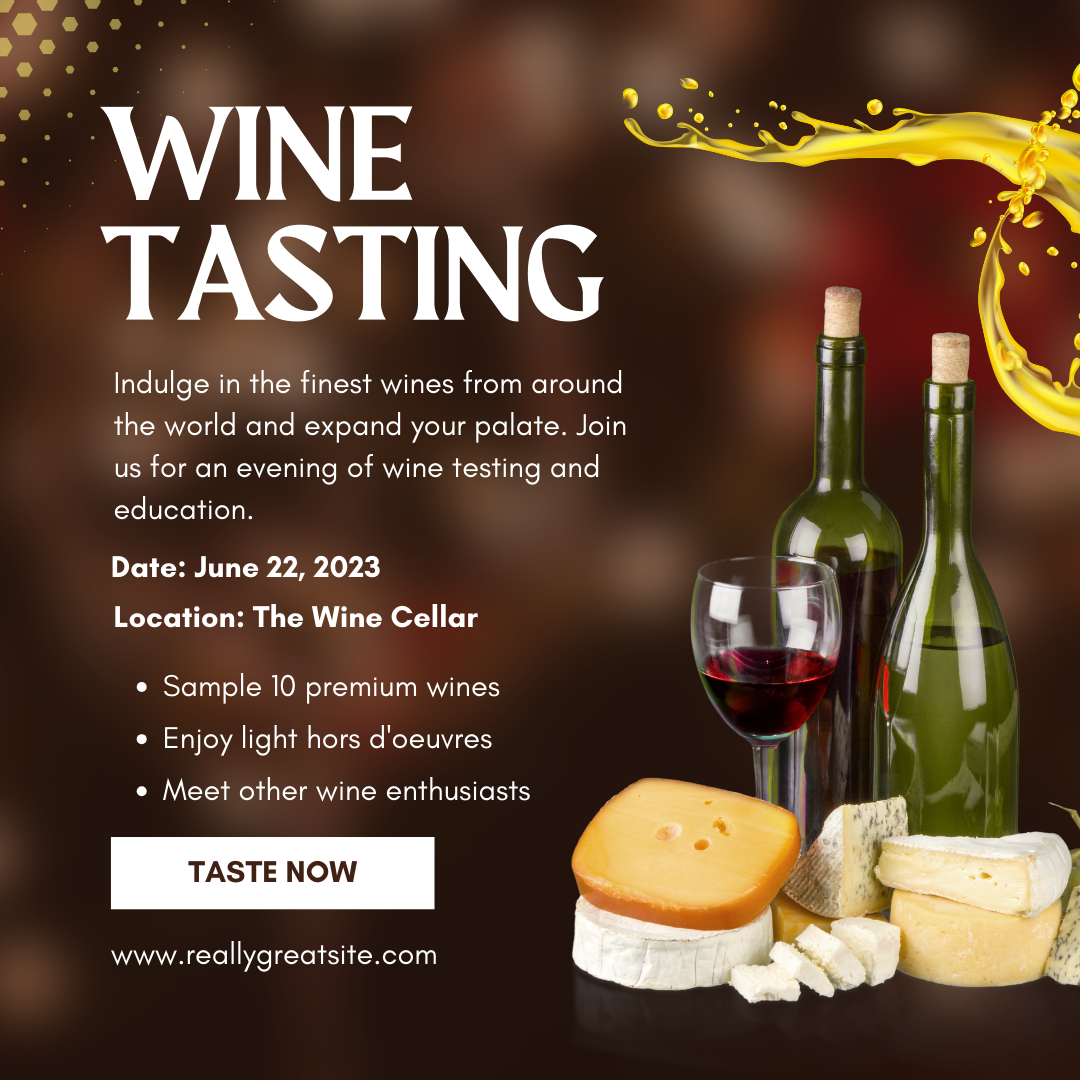 WINE
TASTING
Indulge in the finest wines from around
the world and expand your palate. Join
us for an evening of wine testing and
education.
Date: June 22, 2023
Location: The Wine Cellar
• Sample 10 premium wines
• Enjoy light hors d'oeuvres
• Meet other wine enthusiasts
TASTE NOW
www.reallygreatsite.com